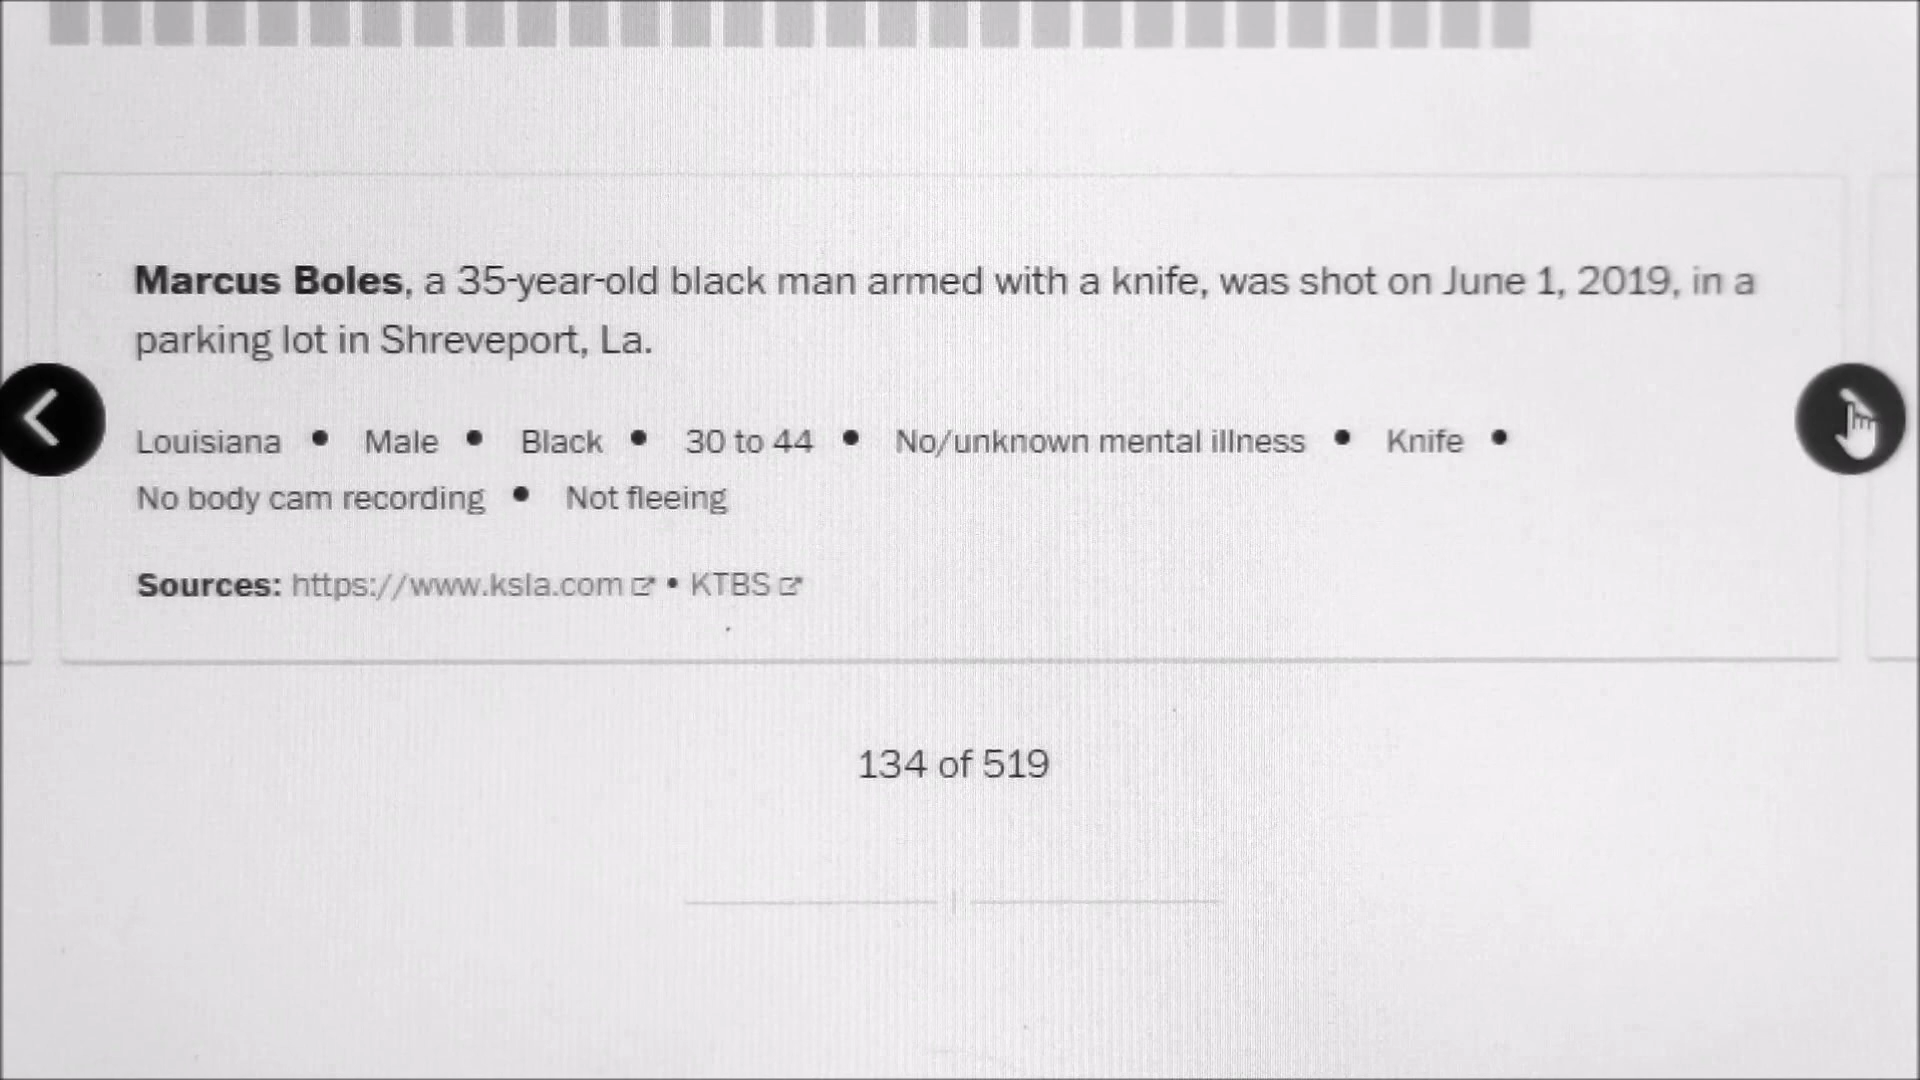 Marcus Boles, a 35-year-old black man armed with a knife, was shot on June 1, 2019, in a
parking lot in Shreveport, La.
Louisiana • Male • Black • 30 to 44 • No/unknown mental illness • Knife •
No body cam recording • Not fleeing
Sources: https://www.ksla.com • KTBS
134 of 519